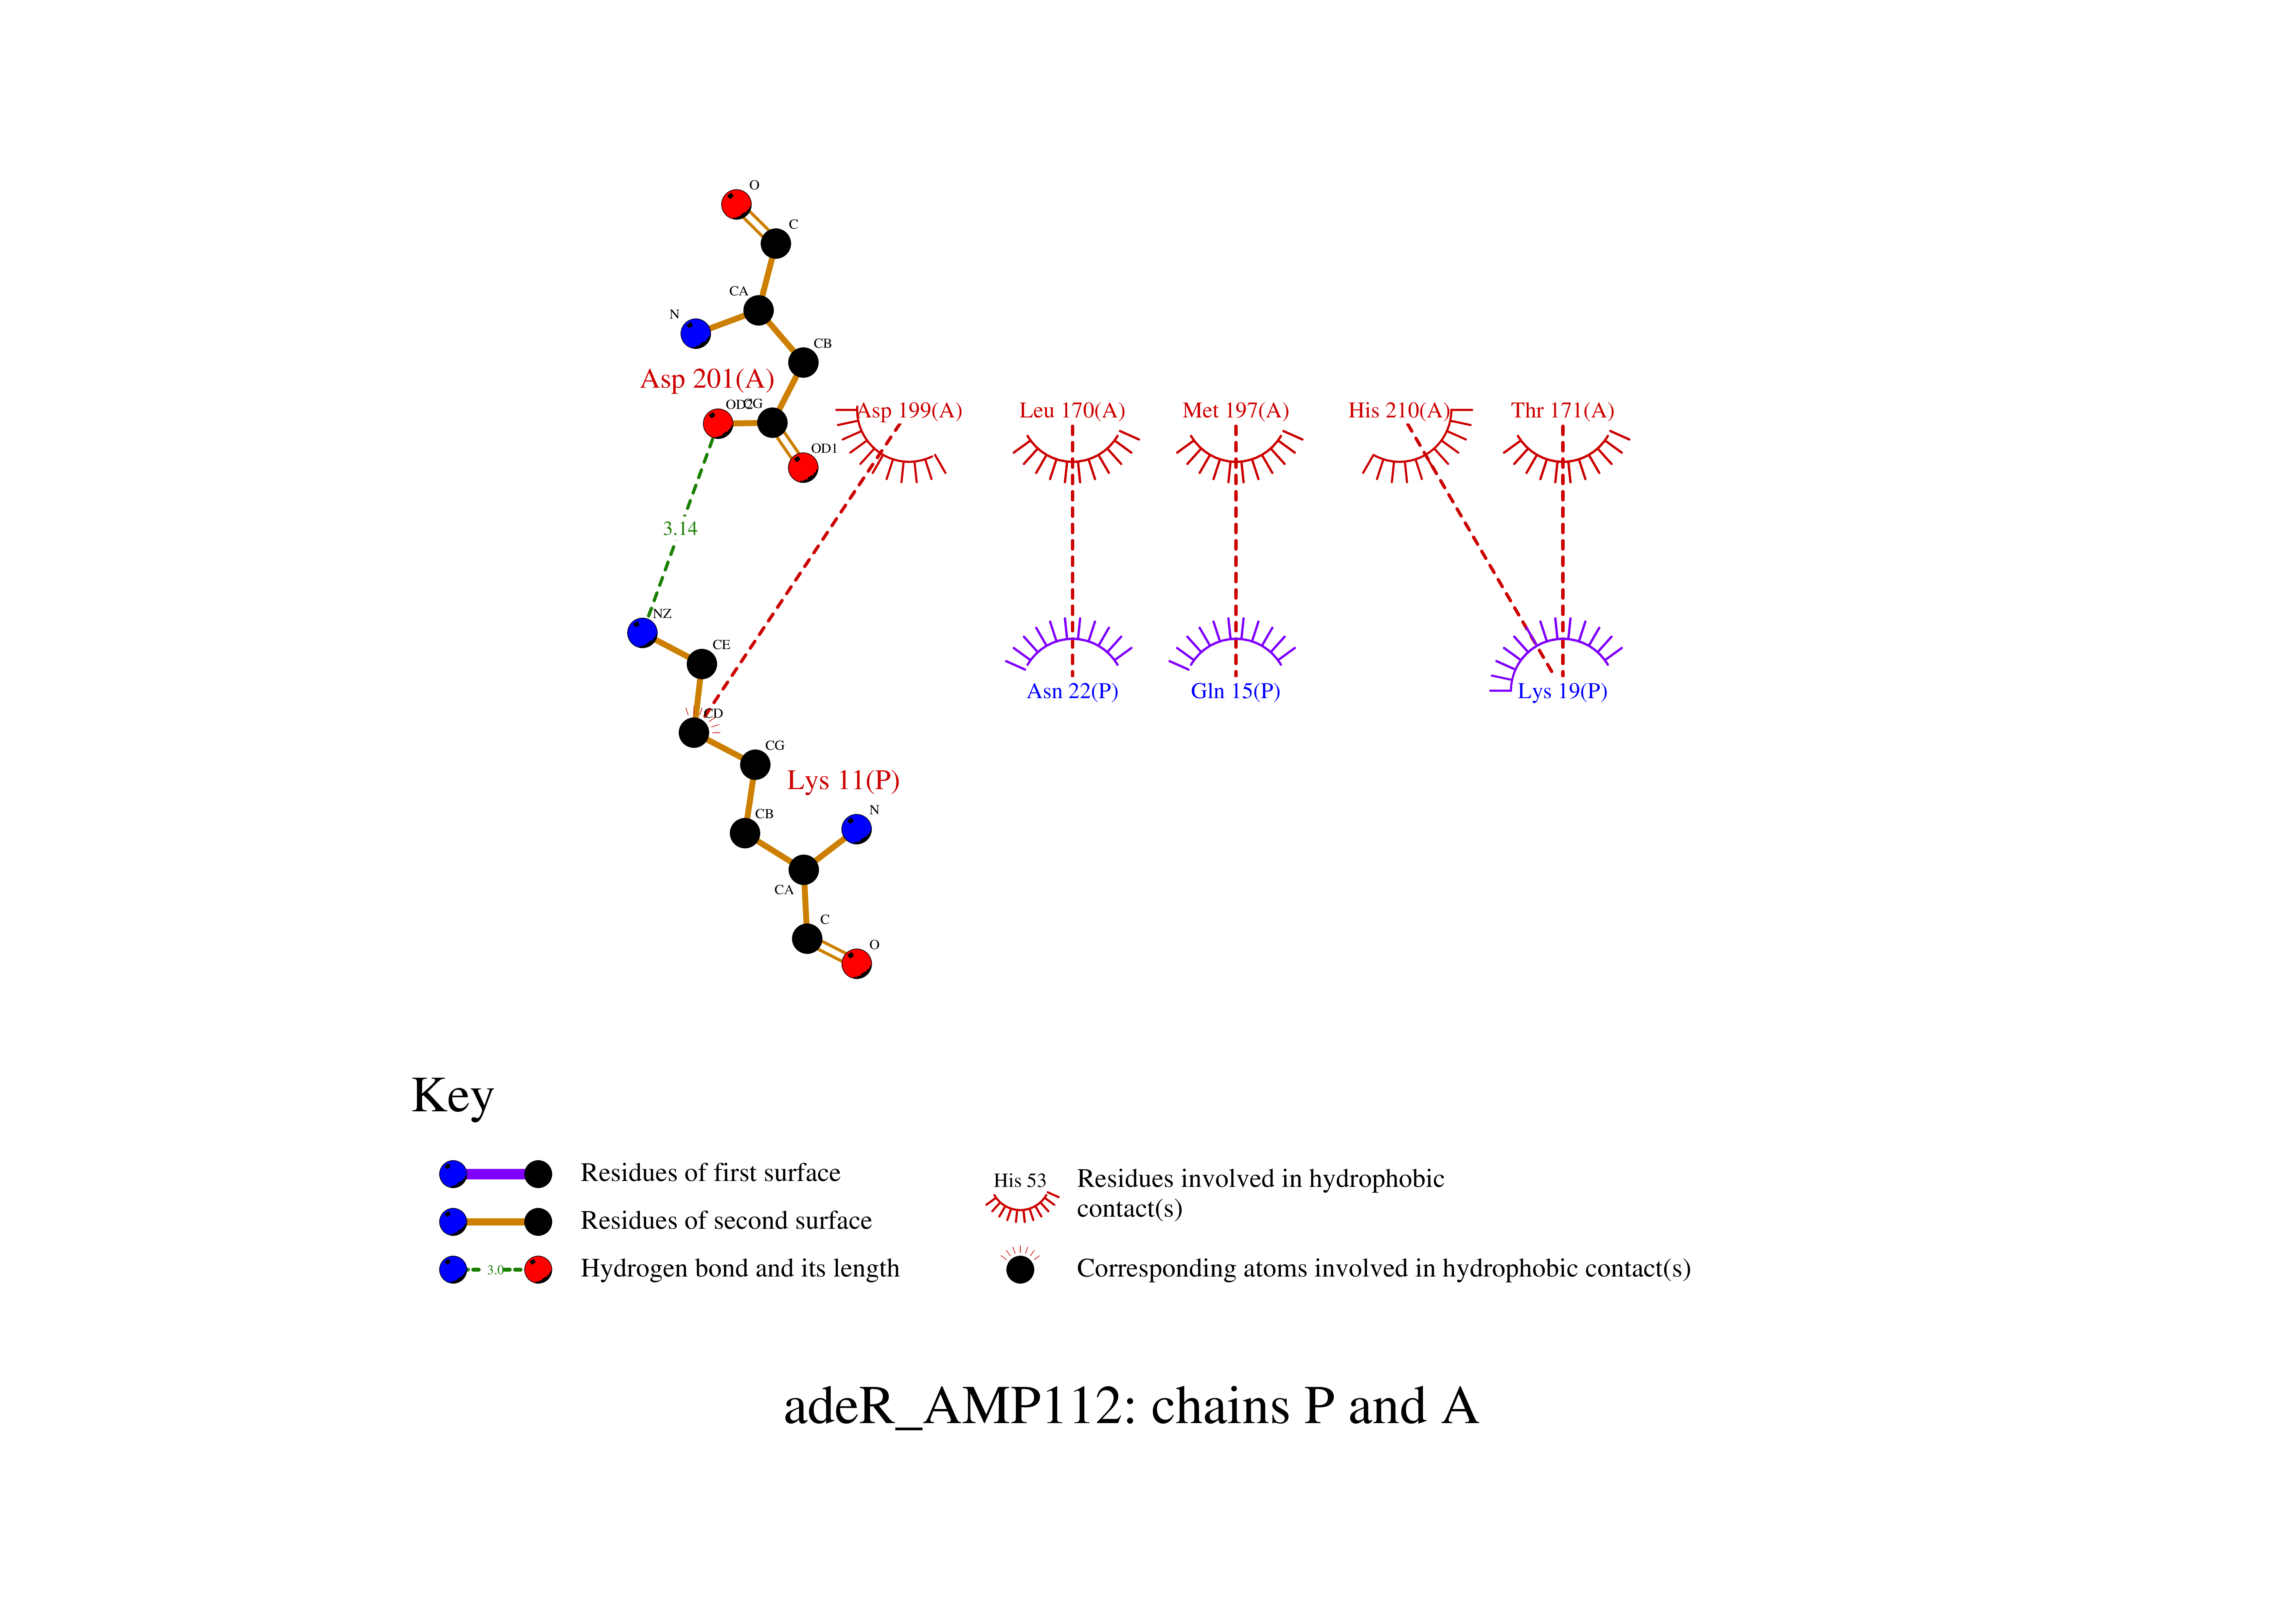 O
C
CA
N
CB
Asp 201(A)
OD2
CG
OD1
Asp 199(A)
Leu 170(A)
Met 197(A)
His 210(A)
Thr 171(A)
3.14
NZ
CE
Asn 22(P)
Gln 15(P)
Lys 19(P)
CD
CG
Lys 11(P)
CB
N
CA
C
O
Key
Residues of first surface
Residues of second surface
3.0
Hydrogen bond and its length
His 53
Residues involved in hydrophobic
contact(s)
Corresponding atoms involved in hydrophobic contact(s)
adeR_AMP112: chains P and A